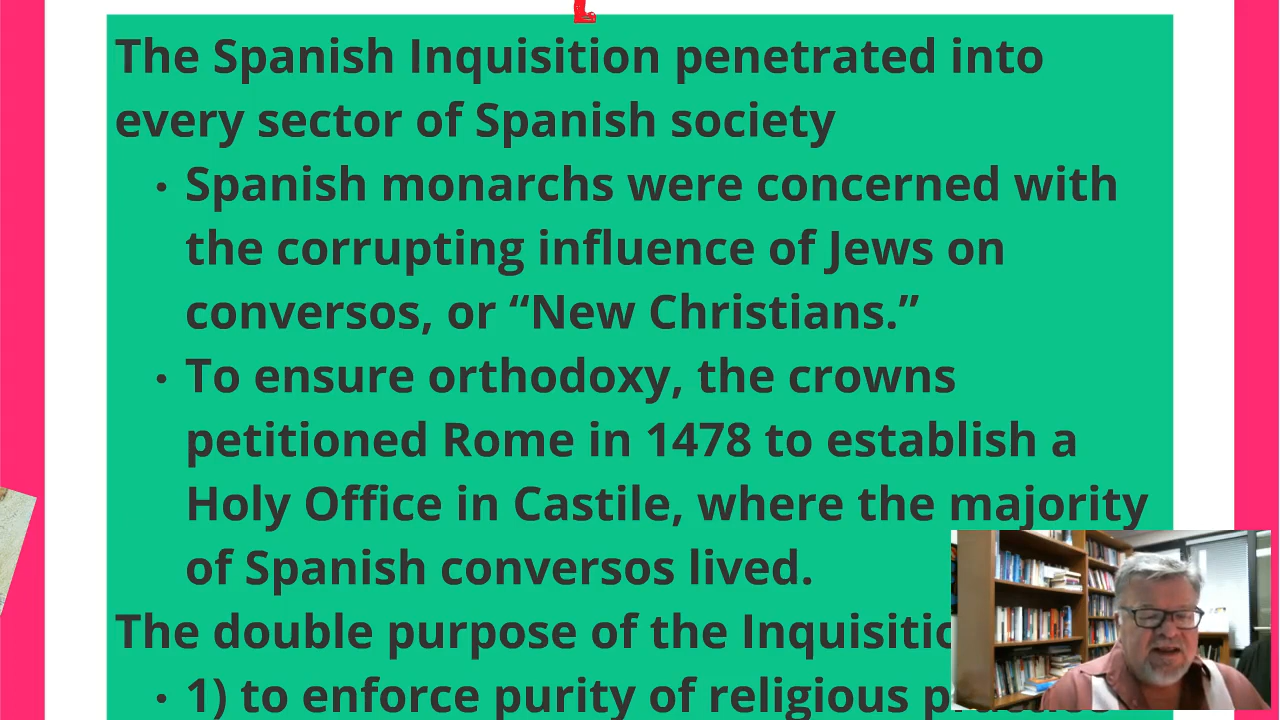 The Spanish Inquisition penetrated into
every sector of Spanish society
• Spanish monarchs were concerned with
the corrupting influence of Jews on
conversos, or “New Christians.”
• To ensure orthodoxy, the crowns
petitioned Rome in 1478 to establish a
Holy Office in Castile, where the majority
of Spanish conversos lived.
The double purpose of the
• 1) to enforce purity of religious